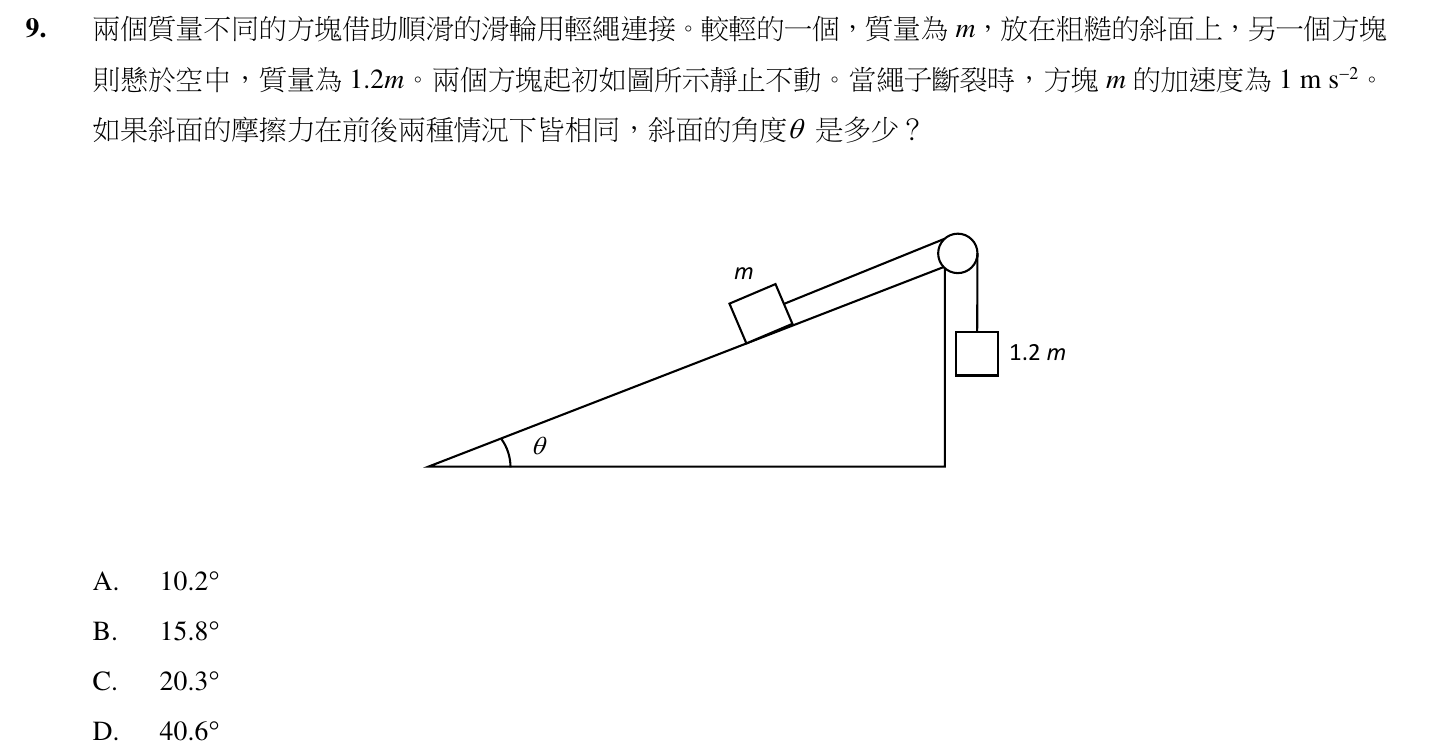 9. 兩個質量不同的方塊借助順滑的滑輪用輕繩連接。較輕的一個，質量為 m，放在粗糙的斜面上，另一個方塊
則懸於空中，質量為 1.2m。兩個方塊起初如圖所示靜止不動。當繩子斷裂時，方塊 m 的加速度為 1 m s⁻²。
如果斜面的摩擦力在前後兩種情況下皆相同，斜面的角度θ 是多少？
m
1.2 m
θ
A. 10.2°
B. 15.8°
C. 20.3°
D. 40.6°